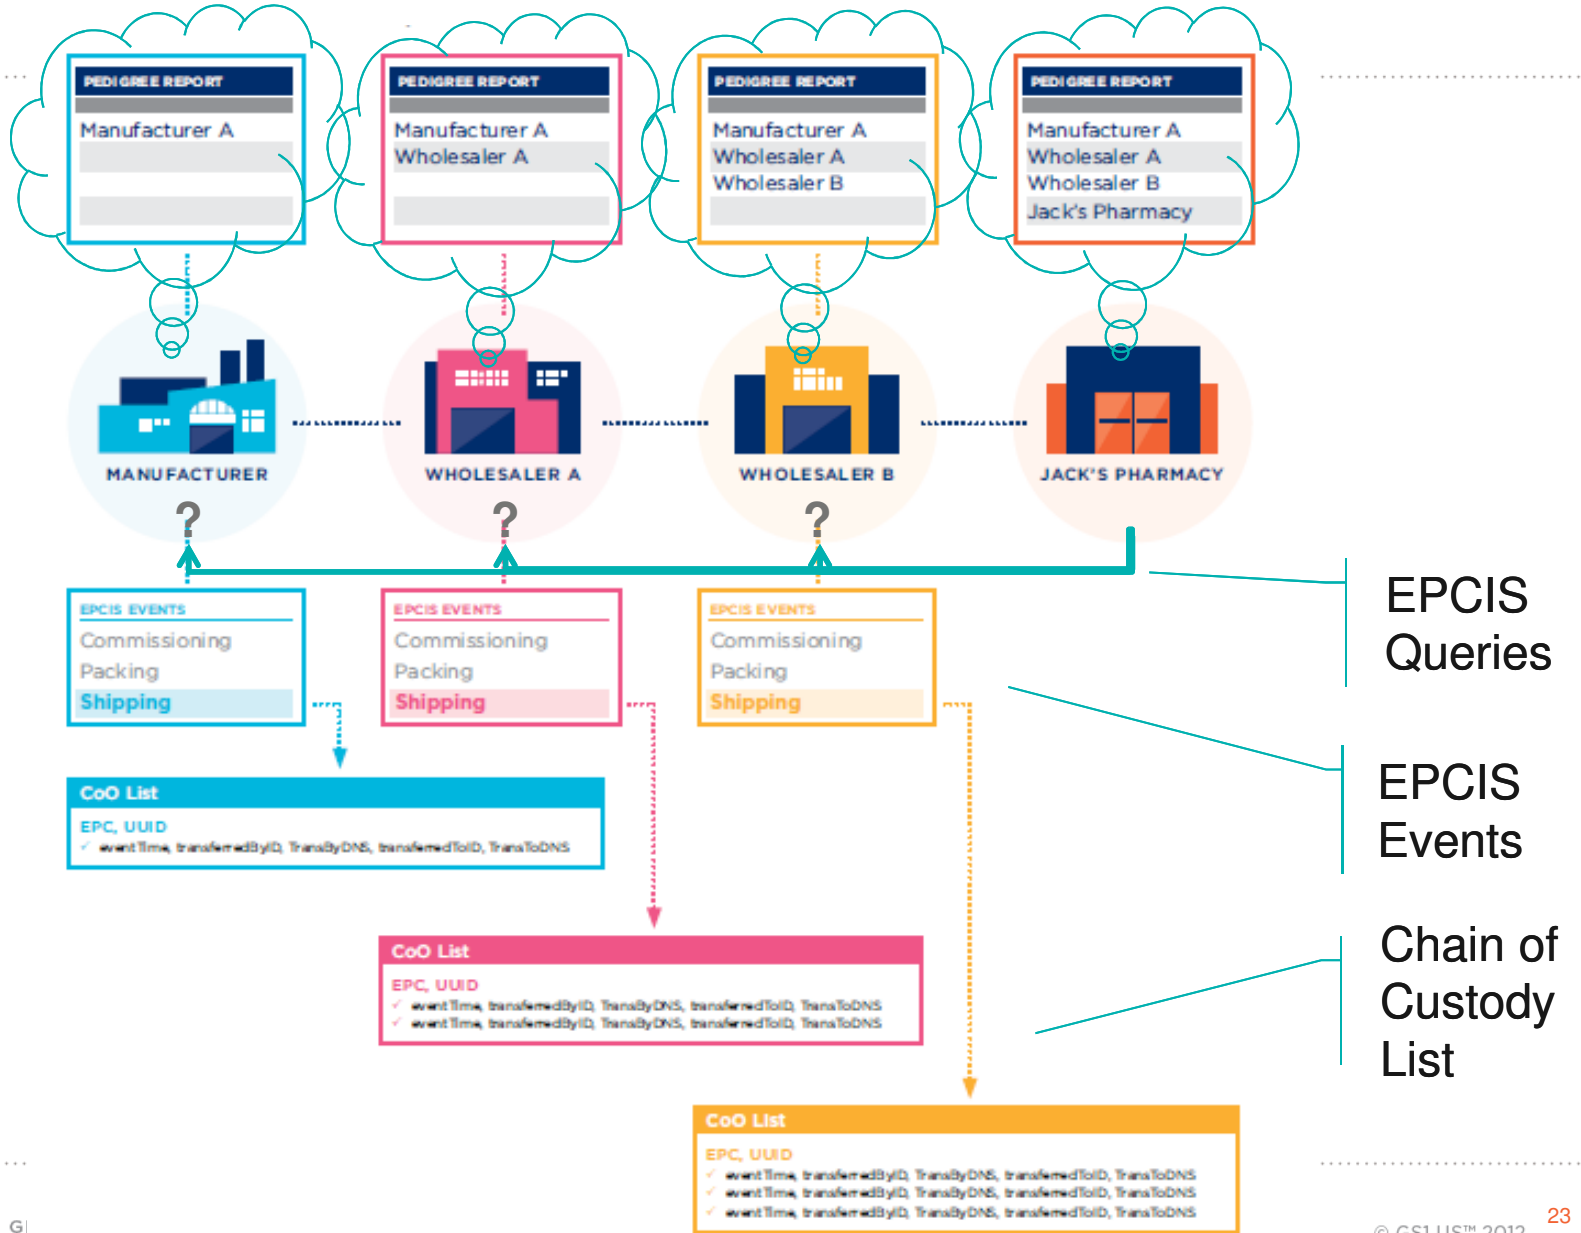 PEDIGREE REPORT
Manufacturer A
PEDIGREE REPORT
Manufacturer A
Wholesaler A
PEDIGREE REPORT
Manufacturer A
Wholesaler A
Wholesaler B
PEDIGREE REPORT
Manufacturer A
Wholesaler A
Wholesaler B
Jack's Pharmacy
MANUFACTURER
WHOLESALER A
WHOLESALER B
JACK'S PHARMACY
?
?
?
EPCIS EVENTS
Commissioning
Packing
Shipping
EPCIS EVENTS
Commissioning
Packing
Shipping
EPCIS EVENTS
Commissioning
Packing
Shipping
EPCIS
Queries
EPCIS
Events
Chain of
Custody
List
CoO List
EPC, UUID
✓ eventTime, transferredByID, TransByDNS, transferredToID, TransToDNS
CoO List
EPC, UUID
✓ eventTime, transferredByID, TransByDNS, transferredToID, TransToDNS
✓ eventTime, transferredByID, TransByDNS, transferredToID, TransToDNS
CoO List
EPC, UUID
✓ eventTime, transferredByID, TransByDNS, transferredToID, TransToDNS
✓ eventTime, transferredByID, TransByDNS, transferredToID, TransToDNS
✓ eventTime, transferredByID, TransByDNS, transferredToID, TransToDNS
© GS1 US™ 2012
23